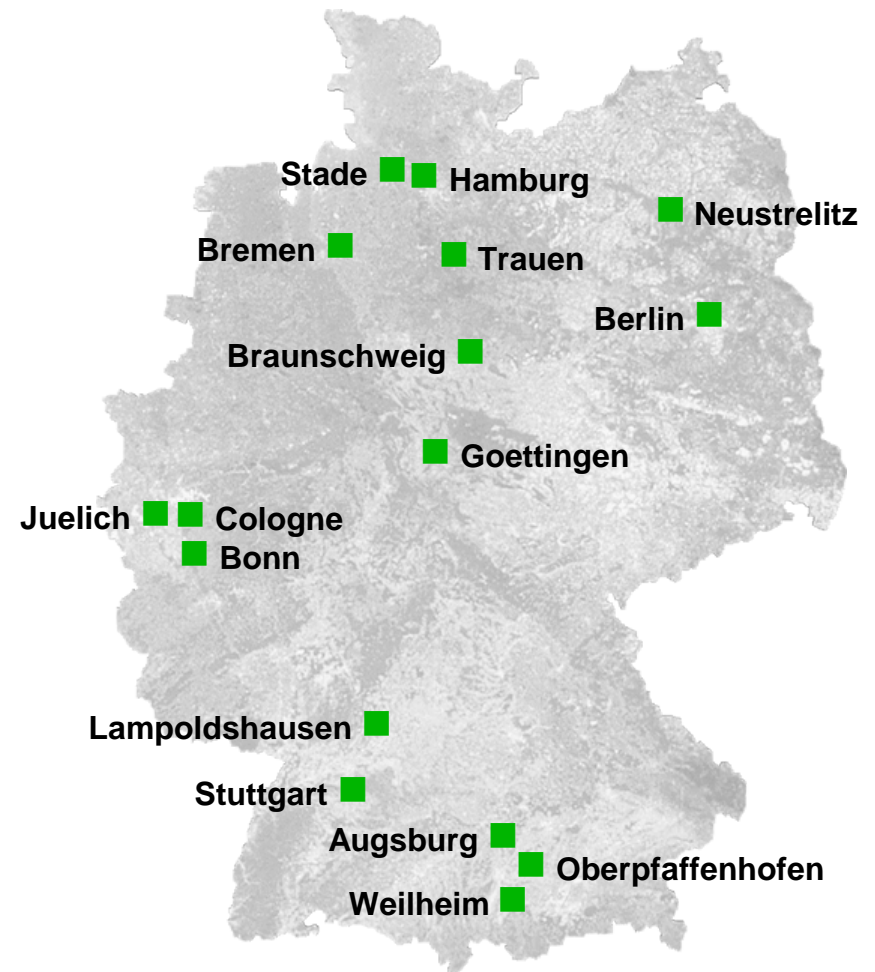 Stade
Hamburg
Neustrelitz
Bremen
Trauen
Berlin
Braunschweig
Goettingen
Juelich
Cologne
Bonn
Lampoldshausen
Stuttgart
Augsburg
Oberpfaffenhofen
Weilheim